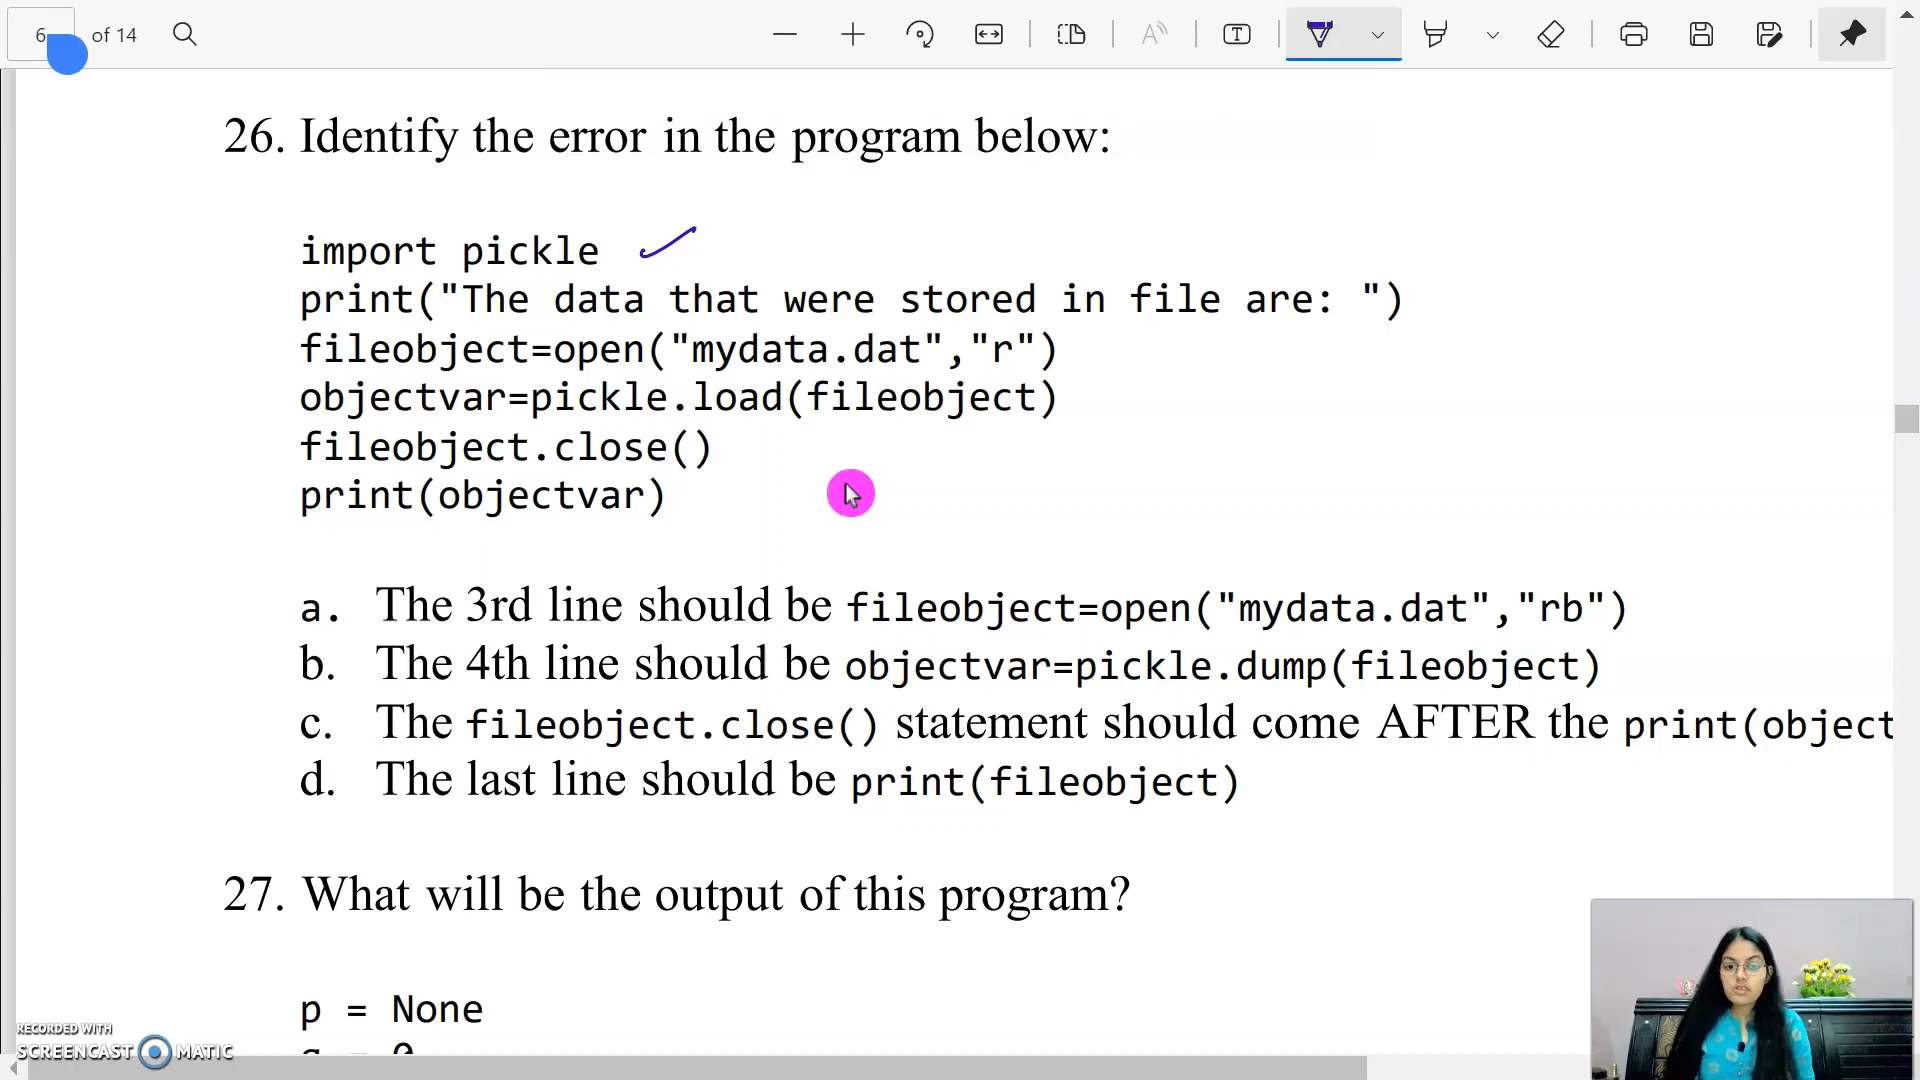 6 of 14
26. Identify the error in the program below:
import pickle
print("The data that were stored in file are: ")
fileobject=open("mydata.dat","r")
objectvar=pickle.load(fileobject)
fileobject.close()
print(objectvar)
a. The 3rd line should be fileobject=open("mydata.dat","rb")
b. The 4th line should be objectvar=pickle.dump(fileobject)
c. The fileobject.close() statement should come AFTER the print(object
d. The last line should be print(fileobject)
27. What will be the output of this program?
p = None
RECORDED WITH
SCREENCAST MATIC